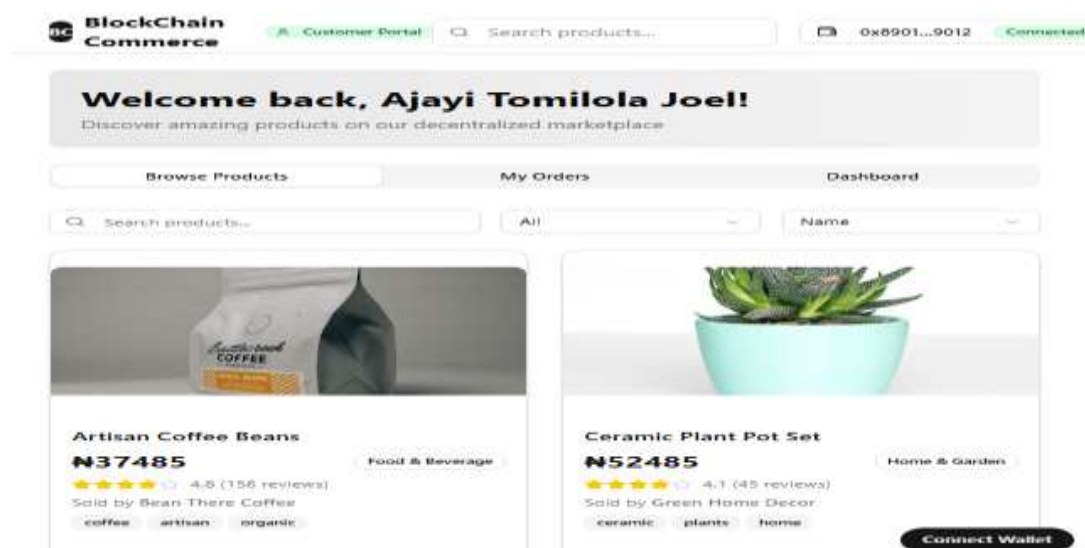 BC BlockChain Commerce
Customer Portal
Search products...
0x8901...9012
Connected
Welcome back, Ajayi Tomilola Joel!
Discover amazing products on our decentralized marketplace
Browse Products
My Orders
Dashboard
Search products...
All
Name
COFFEE
Artisan Coffee Beans
₦37485
Food & Beverage
4.8 (156 reviews)
Sold by Bean There Coffee
coffee artisan organic
Ceramic Plant Pot Set
₦52485
Home & Garden
4.1 (45 reviews)
Sold by Green Home Decor
ceramic plants home
Connect Wallet